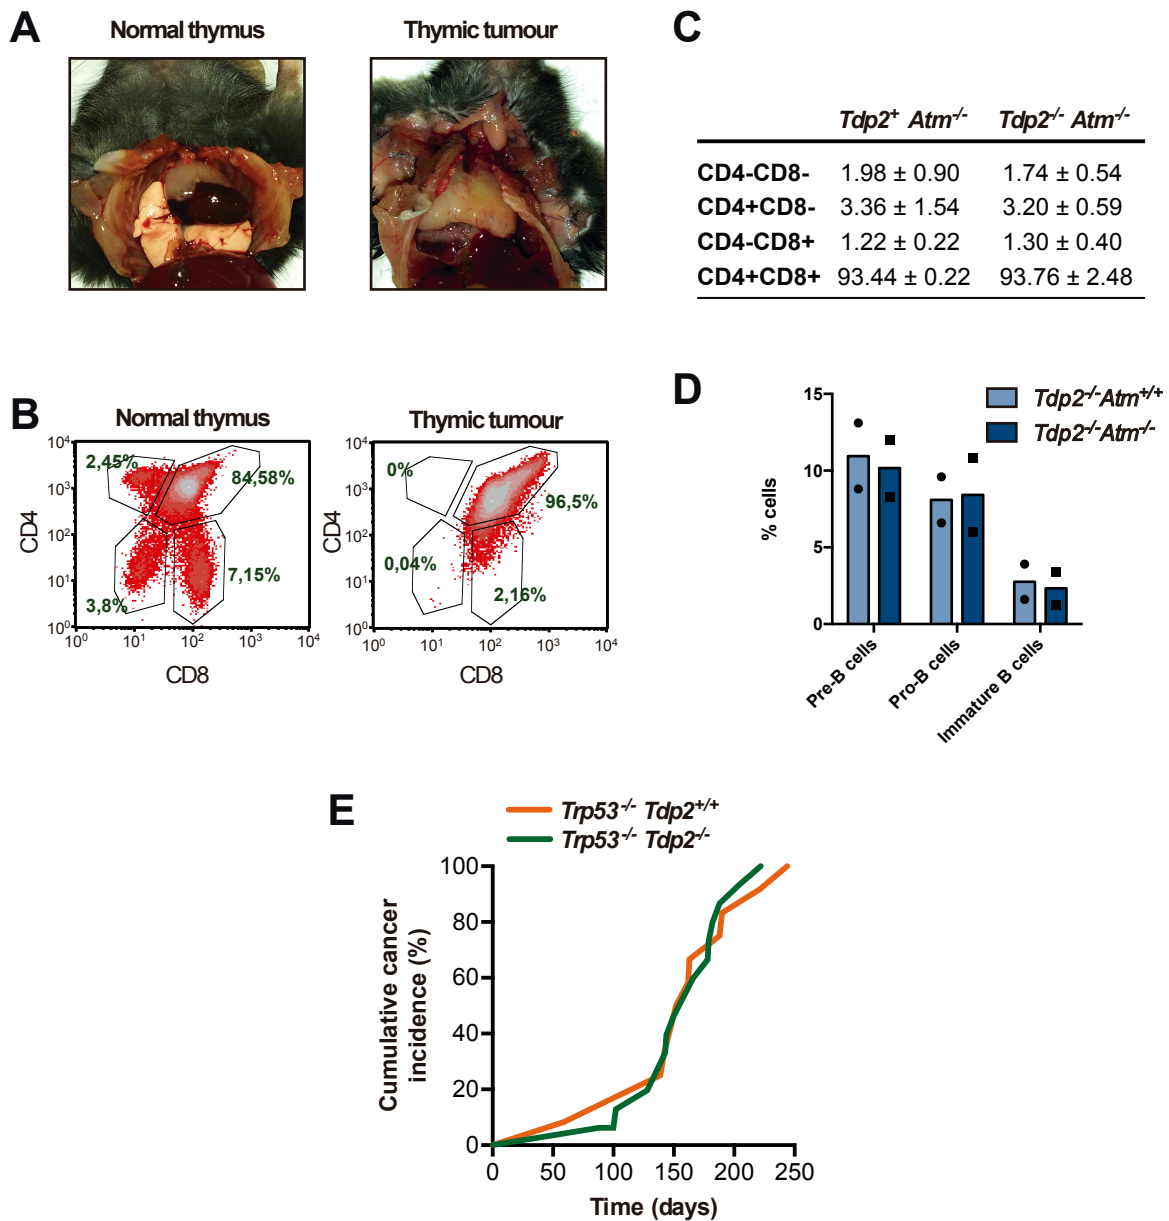 A
Normal thymus
Thymic tumour
C
Tdp2+ Atm-/-
Tdp2-/- Atm-/-
CD4-CD8- 1.98 ± 0.90 1.74 ± 0.54
CD4+CD8- 3.36 ± 1.54 3.20 ± 0.59
CD4-CD8+ 1.22 ± 0.22 1.30 ± 0.40
CD4+CD8+ 93.44 ± 0.22 93.76 ± 2.48
B
Normal thymus
Thymic tumour
10⁴
10³
10²
10¹
10⁰
CD4
2,45%
84,58%
7,15%
3,8%
10⁰ 10¹ 10² 10³ 10⁴
CD8
10⁴
10³
10²
10¹
10⁰
CD4
0%
96,5%
0,04%
2,16%
10⁰ 10¹ 10² 10³ 10⁴
CD8
D
Tdp2-/-Atm+/+
Tdp2-/-Atm-/-
15
10
5
0
% cells
Pre-B cells
Pro-B cells
Immature B cells
E
Trp53-/- Tdp2+/+
Trp53-/- Tdp2-/-
100
80
60
40
20
0
Cumulative cancer
incidence (%)
0 50 100 150 200 250
Time (days)